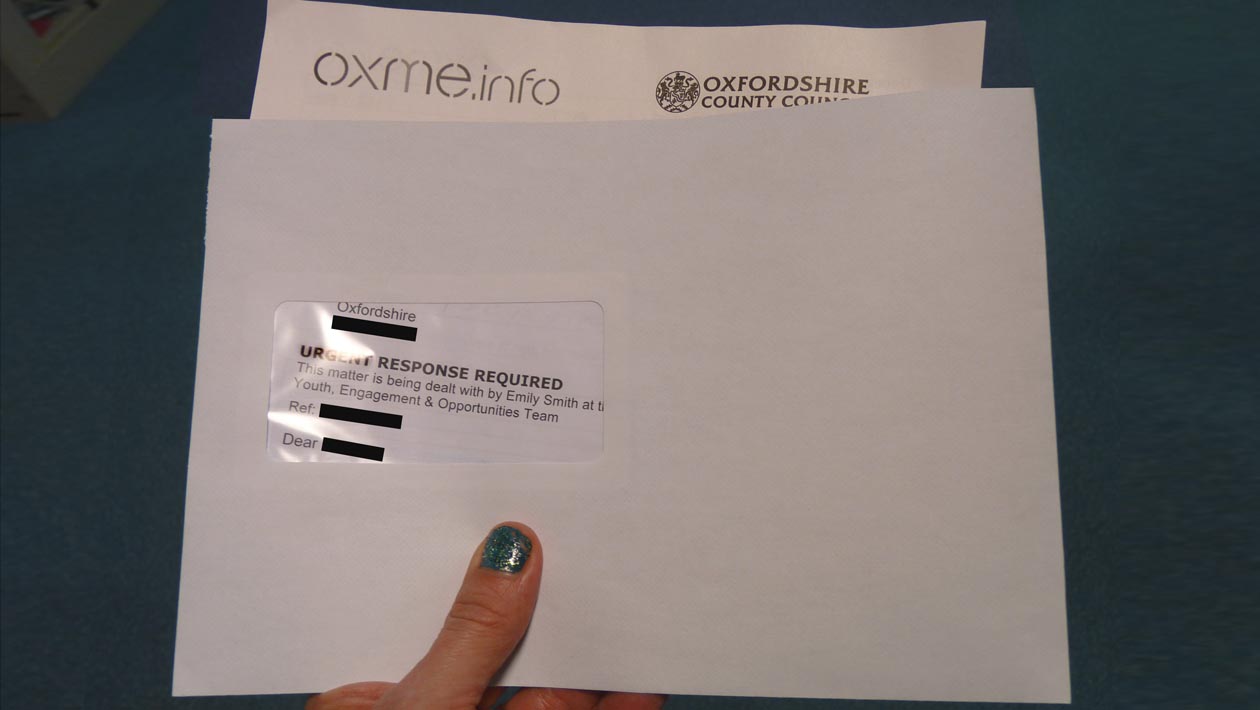 oxme.info
OXFORDSHIRE
COUNTY
Oxfordshire
URGENT RESPONSE REQUIRED
This matter is being dealt with by Emily Smith at
Youth, Engagement & Opportunities Team
Ref:
Dear